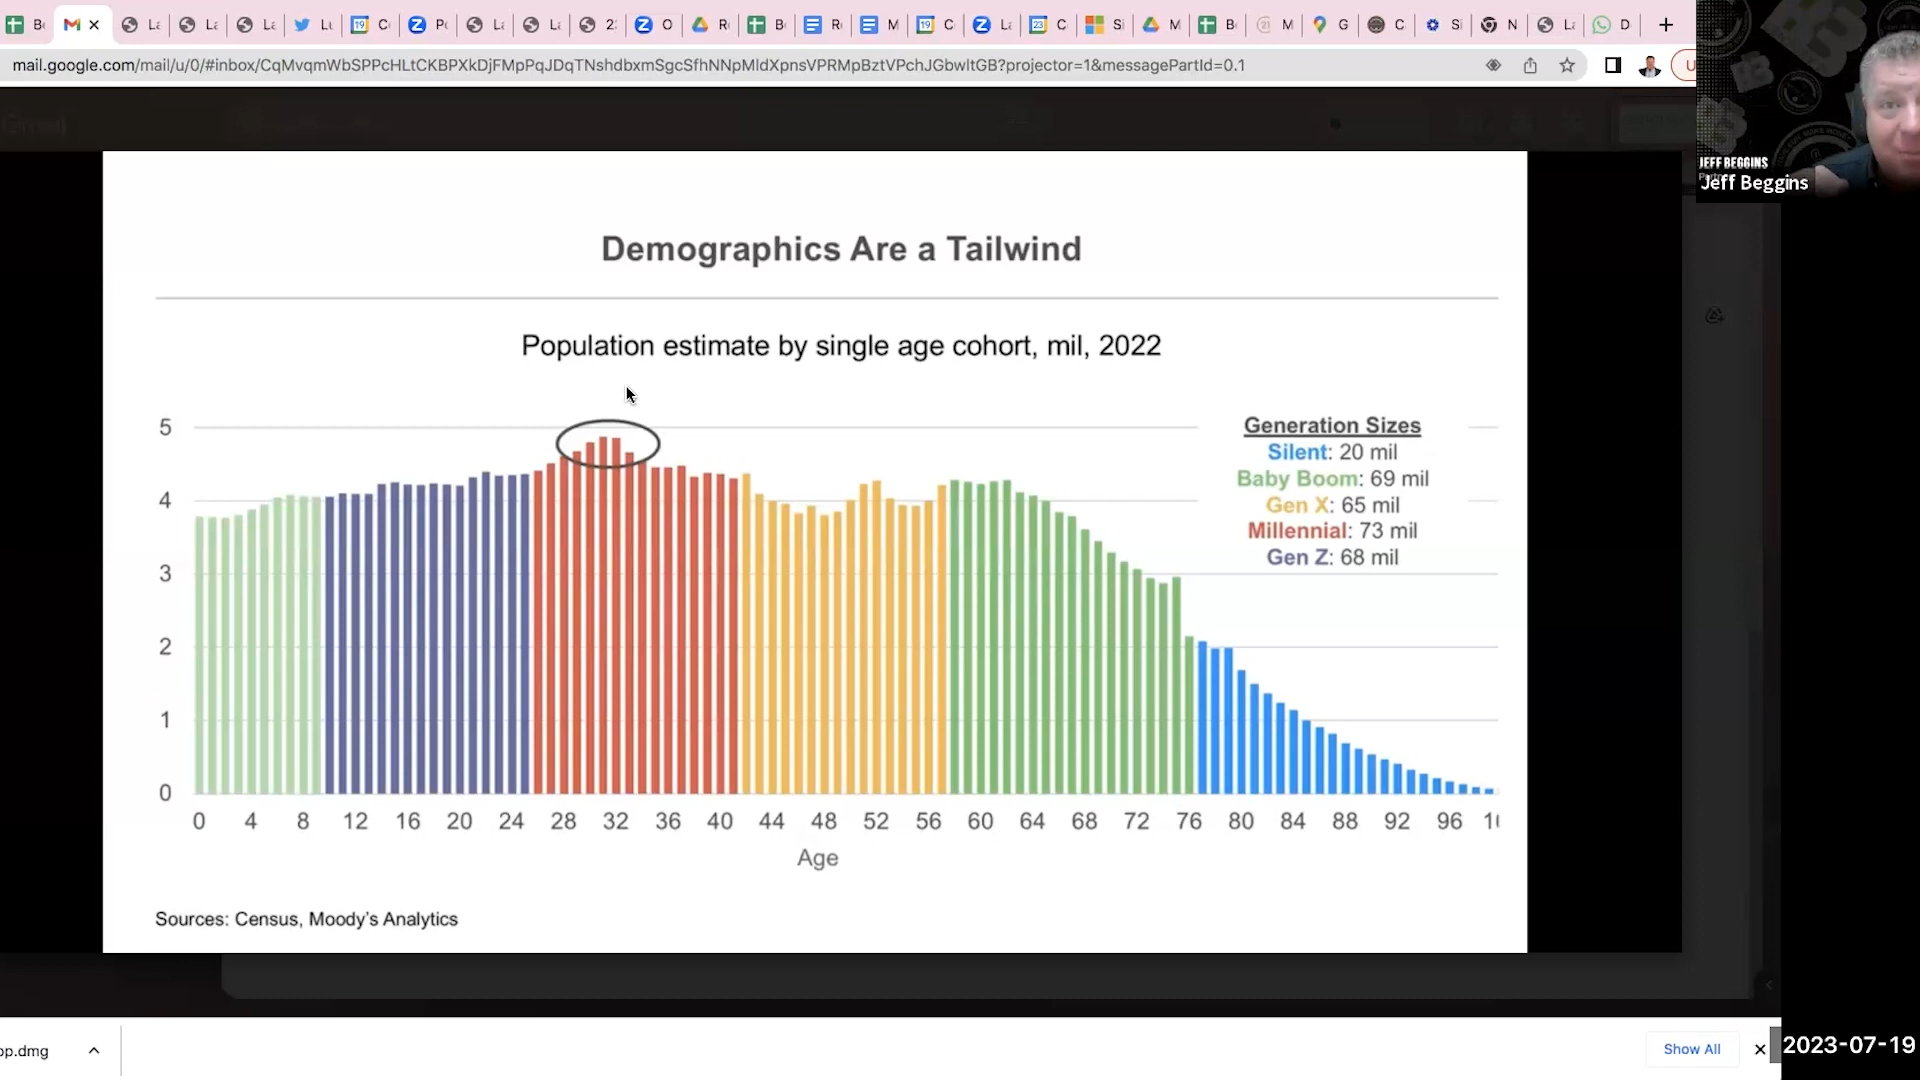 mail.google.com/mail/u/0/#inbox/CqMvqmWbSPPcHLtCKBPXkDjFMpPqJDqTNshdbxmSgcSfhNNpMldXpnsVPRMpBztVPchJGbwltGB?projector=1&messagePartId=0.1
JEFF BEGGINS
Jeff Beggins
Demographics Are a Tailwind
Population estimate by single age cohort, mil, 2022
Generation Sizes
Silent: 20 mil
Baby Boom: 69 mil
Gen X: 65 mil
Millennial: 73 mil
Gen Z: 68 mil
5
4
3
2
1
0
0 4 8 12 16 20 24 28 32 36 40 44 48 52 56 60 64 68 72 76 80 84 88 92 96
Age
Sources: Census, Moody's Analytics
op.dmg
Show All
2023-07-19